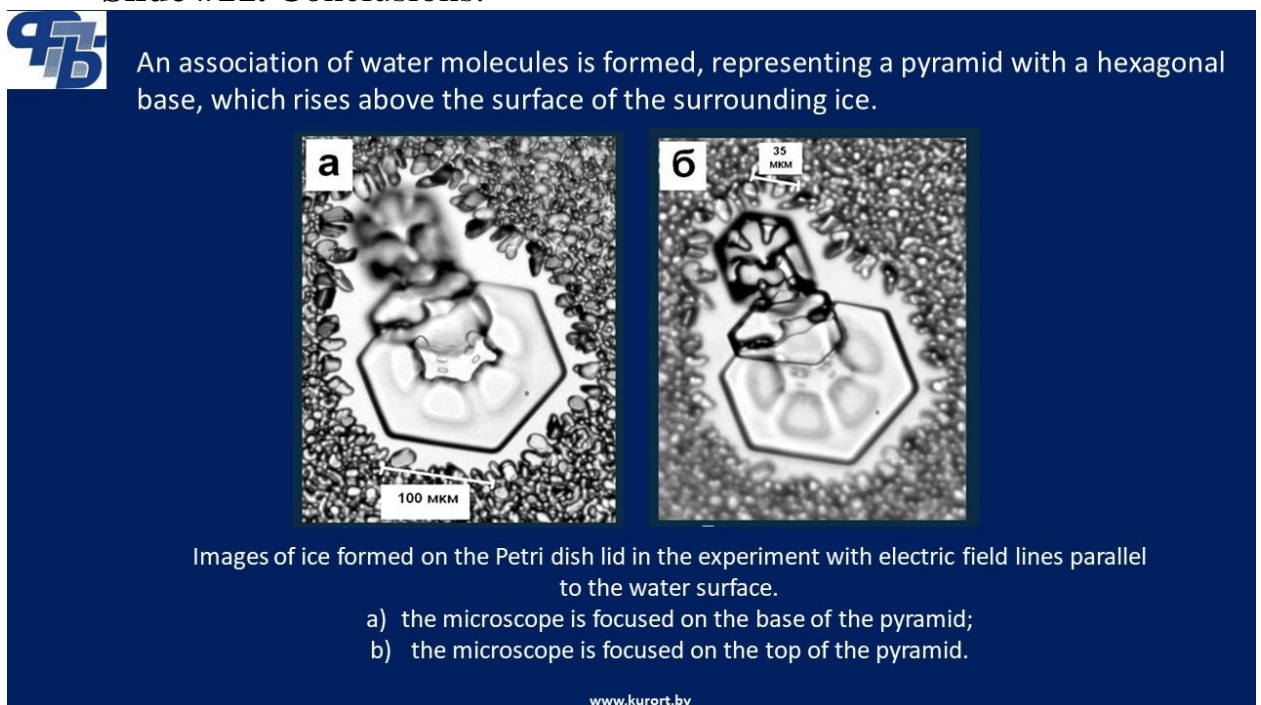 An association of water molecules is formed, representing a pyramid with a hexagonal
base, which rises above the surface of the surrounding ice.
а
б
35
мкм
100 мкм
Images of ice formed on the Petri dish lid in the experiment with electric field lines parallel
to the water surface.
a) the microscope is focused on the base of the pyramid;
b) the microscope is focused on the top of the pyramid.
www.kurort.by